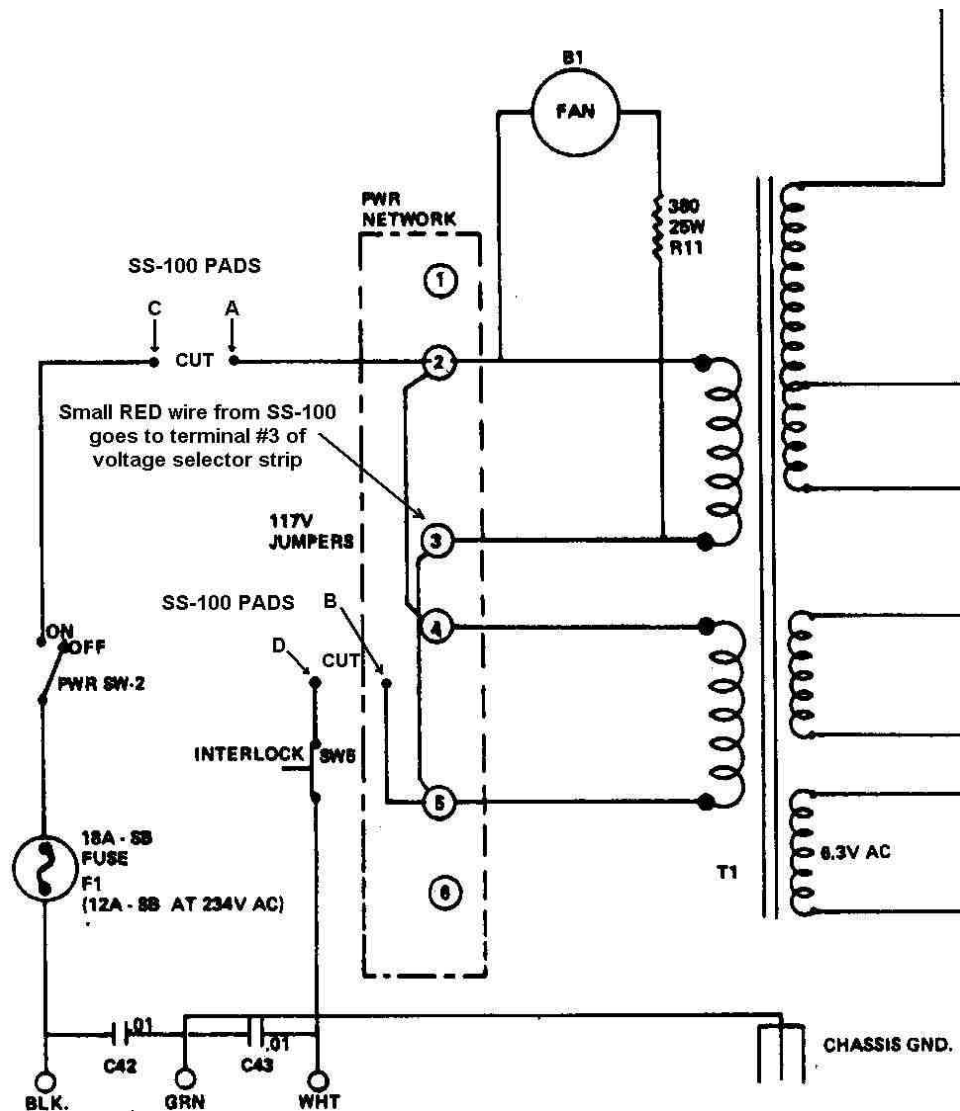 B1
FAN
PWR
NETWORK
380
25W
R11
SS-100 PADS
1
C
A
CUT
2
Small RED wire from SS-100
goes to terminal #3 of
voltage selector strip
117V
JUMPERS
3
SS-100 PADS
B
4
ON
OFF
D
CUT
PWR SW-2
INTERLOCK
SW5
5
18A - SB
FUSE
F1
(12A - SB AT 234V AC)
6.3V AC
T1
6
.01
C42
.01
C43
CHASSIS GND.
BLK.
GRN
WHT